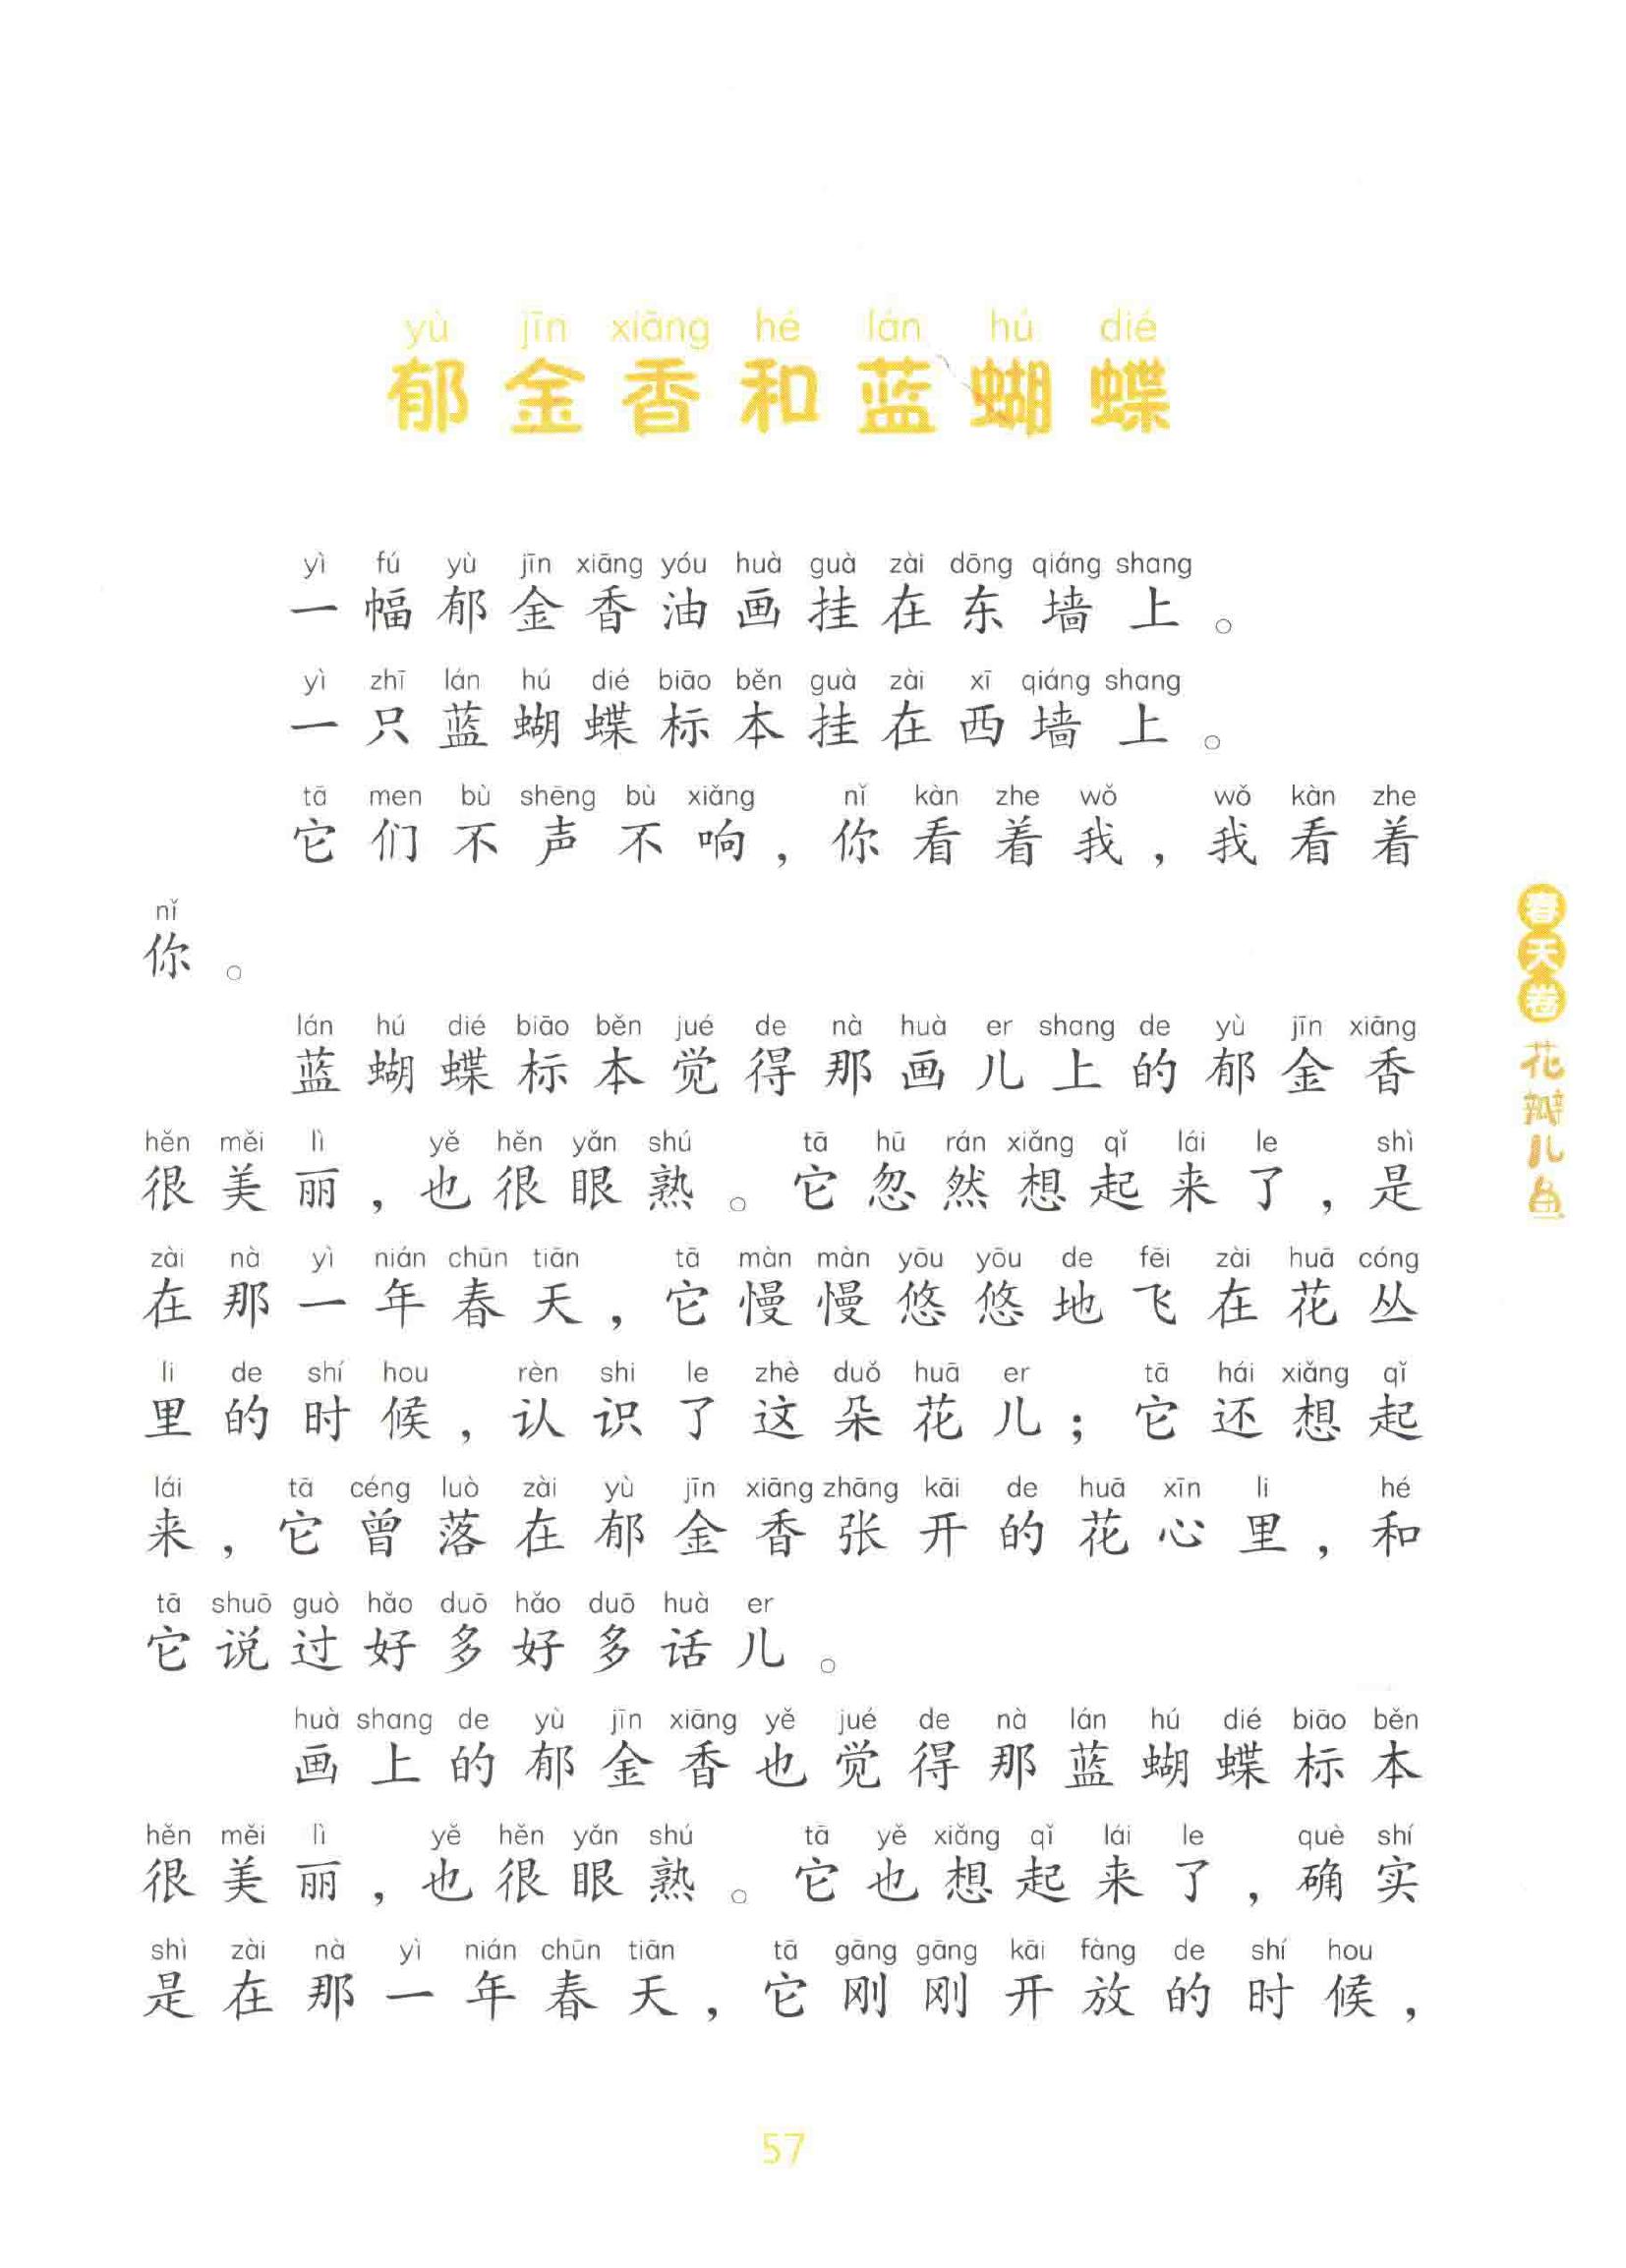 yù jīn xiāng hé lán hú dié
郁金香和蓝蝴蝶
yì fú yù jīn xiāng yóu huà guà zài dōng qiáng shang
一幅郁金香油画挂在东墙上。
yì zhī lán hú dié biāo běn guà zài xī qiáng shang
一只蓝蝴蝶标本挂在西墙上。
tā men bù shēng bù xiǎng nǐ kàn zhe wǒ wǒ kàn zhe
它们不声不响，你看着我，我看着
nǐ
你。
lán hú dié biāo běn jué de nà huà er shang de yù jīn xiāng
蓝蝴蝶标本觉得那画儿上的郁金香
hěn měi lì yě hěn yǎn shú tā hū rán xiǎng qǐ lái le shì
很美丽，也很眼熟。它忽然想起来了，是
zài nà yì nián chūn tiān tā màn màn yōu yōu de fēi zài huā cóng
在那一年春天，它慢慢悠悠地飞在花丛
li de shí hou rèn shi le zhè duǒ huā er tā hái xiǎng qǐ
里的时候，认识了这朵花儿；它还想起
lái tā céng luò zài yù jīn xiāng zhāng kāi de huā xīn li hé
来，它曾落在郁金香张开的花心里，和
tā shuō guò hǎo duō hǎo duō huà er
它说过好多好多话儿。
huà shang de yù jīn xiāng yě jué de nà lán hú dié biāo běn
画上的郁金香也觉得那蓝蝴蝶标本
hěn měi lì yě hěn yǎn shú tā yě xiǎng qǐ lái le què shí
很美丽，也很眼熟。它也想起来了，确实
shì zài nà yì nián chūn tiān tā gāng gāng kāi fàng de shí hou
是在那一年春天，它刚刚开放的时候，
春天卷 花瓣儿鱼
57